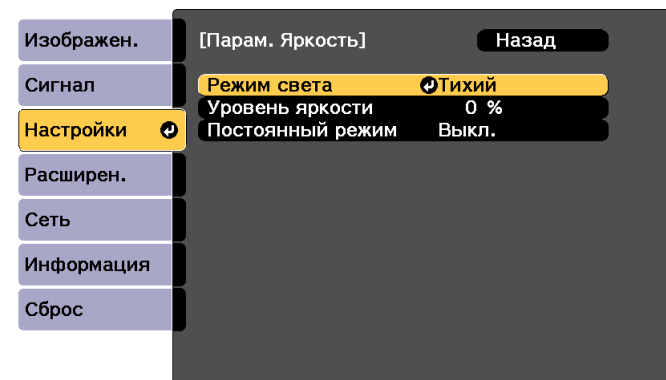 Изображен.
Сигнал
Настройки
Расширен.
Сеть
Информация
Сброс
[Парам. Яркость] Назад
Режим света Тихий
Уровень яркости 0 %
Постоянный режим Выкл.